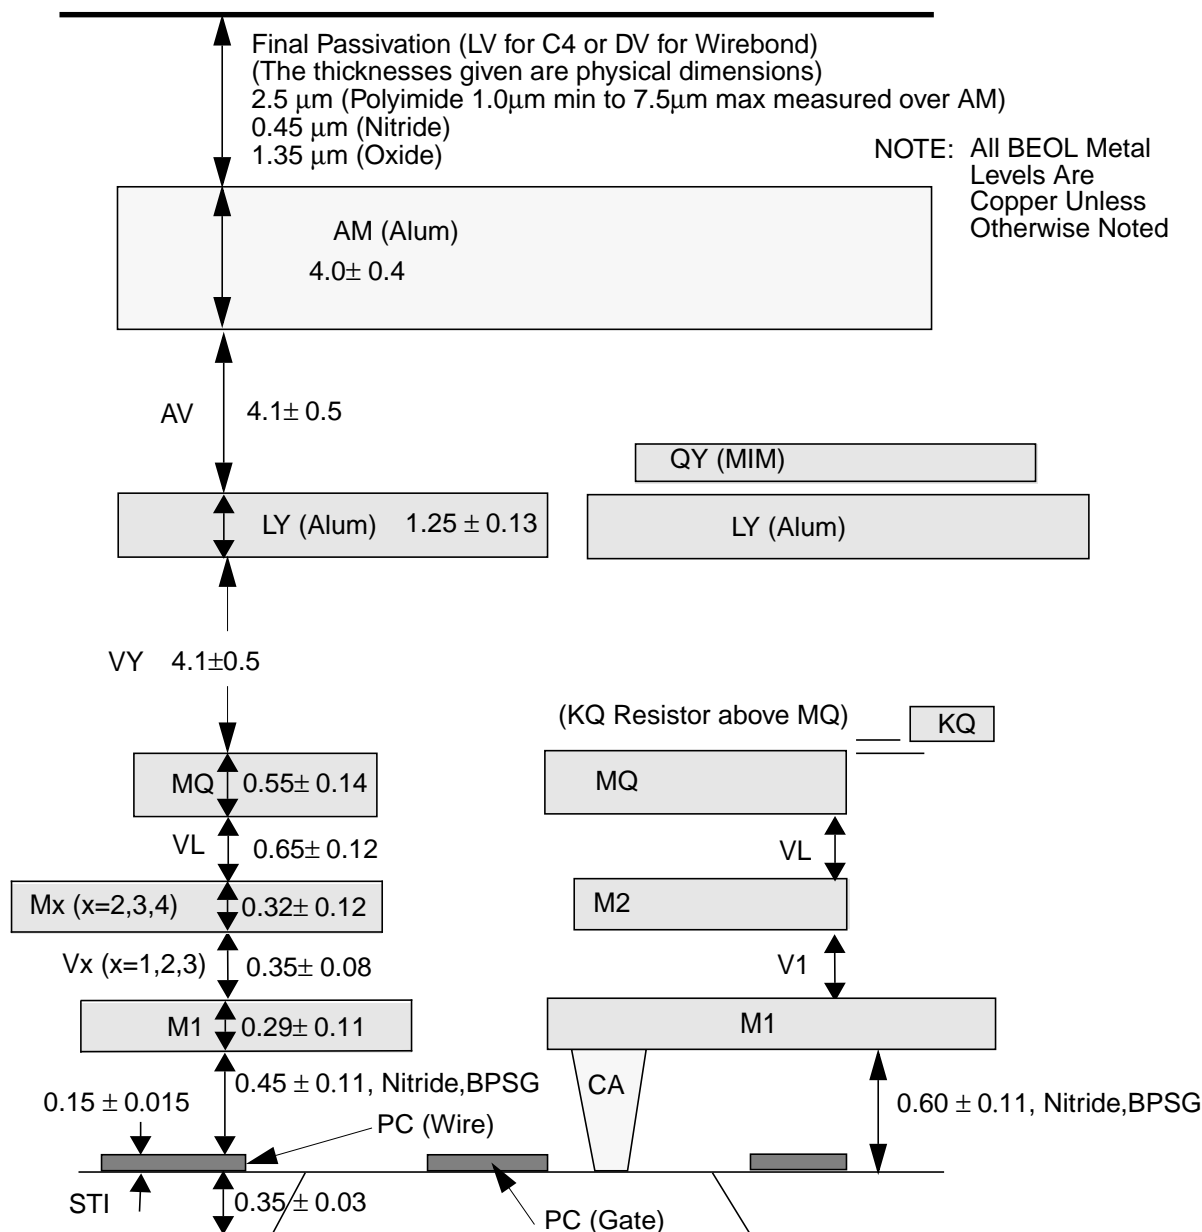 Final Passivation (LV for C4 or DV for Wirebond)
(The thicknesses given are physical dimensions)
2.5 μm (Polyimide 1.0μm min to 7.5μm max measured over AM)
0.45 μm (Nitride)
1.35 μm (Oxide)
NOTE: All BEOL Metal
Levels Are
Copper Unless
Otherwise Noted
AM (Alum)
4.0± 0.4
AV 4.1± 0.5
QY (MIM)
LY (Alum) 1.25 ± 0.13
LY (Alum)
VY 4.1±0.5
(KQ Resistor above MQ)
KQ
MQ 0.55± 0.14
MQ
VL 0.65± 0.12
VL
Mx (x=2,3,4) 0.32± 0.12
M2
Vx (x=1,2,3) 0.35± 0.08
V1
M1 0.29± 0.11
M1
0.45 ± 0.11, Nitride,BPSG
CA
0.15 ± 0.015
0.60 ± 0.11, Nitride,BPSG
PC (Wire)
STI 0.35± 0.03
PC (Gate)